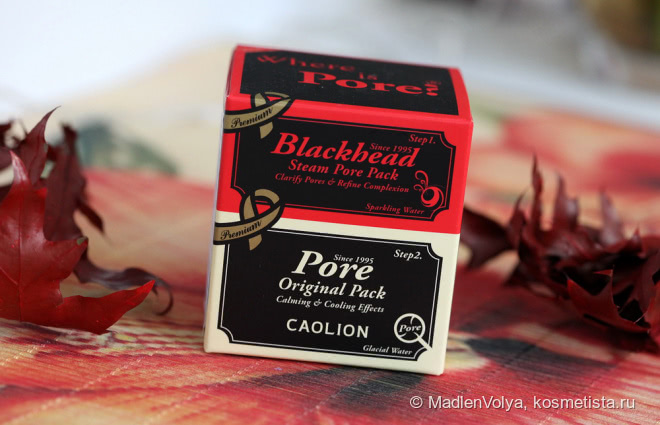 Where is
Pore?
Premium
Step1.
Since 1995
Blackhead
Steam Pore Pack
Clarify Pores & Refine Complexion
Sparkling Water
Premium
Step2.
Since 1995
Pore
Original Pack
Calming & Cooling Effects
CAOLION
Pore
Glacial Water
© MadlenVolya, kosmetista.ru